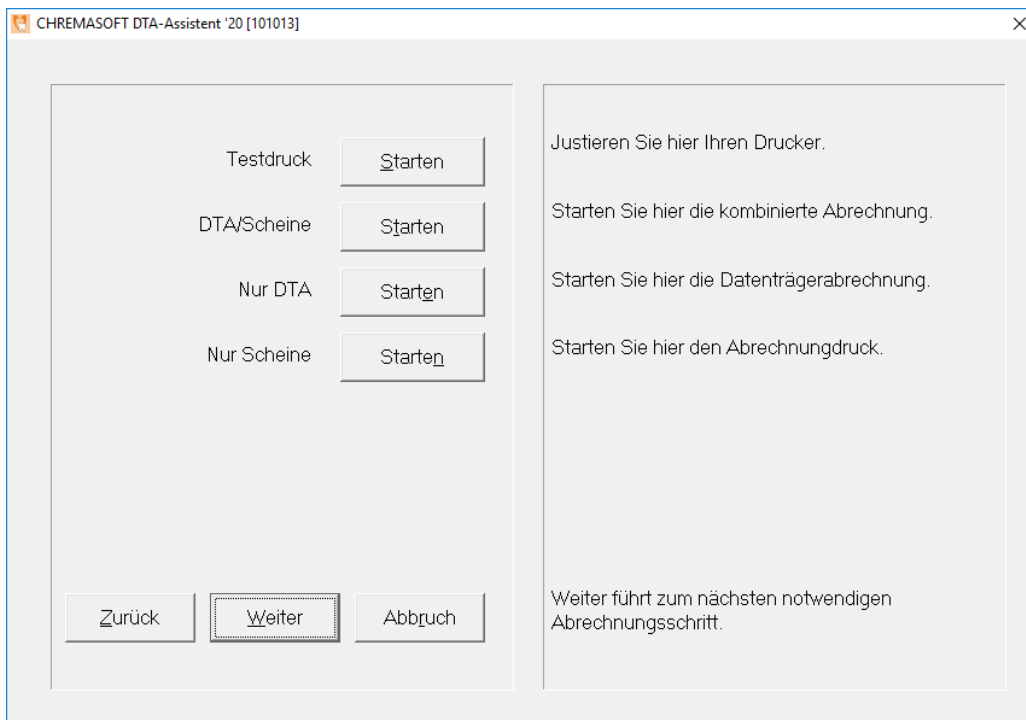 CHREMASOFT DTA-Assistent '20 [101013]
Testdruck Starten
DTA/Scheine Starten
Nur DTA Starten
Nur Scheine Starten
Zurück Weiter Abbruch
Justieren Sie hier Ihren Drucker.
Starten Sie hier die kombinierte Abrechnung.
Starten Sie hier die Datenträgerabrechnung.
Starten Sie hier den Abrechnungdruck.
Weiter führt zum nächsten notwendigen
Abrechnungsschritt.